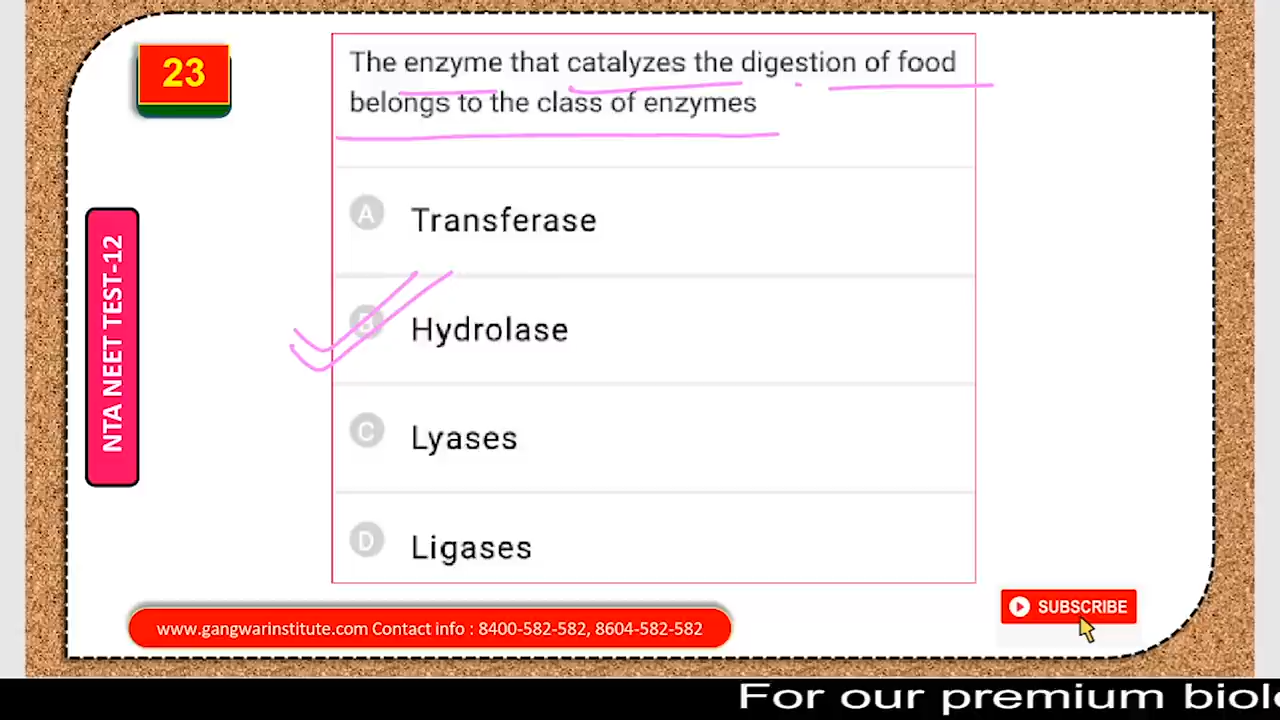 23
The enzyme that catalyzes the digestion of food
belongs to the class of enzymes
NTA NEET TEST-12
A Transferase
B Hydrolase
C Lyases
D Ligases
www.gangwarinstitute.com Contact info : 8400-582-582, 8604-582-582
SUBSCRIBE
For our premium biol